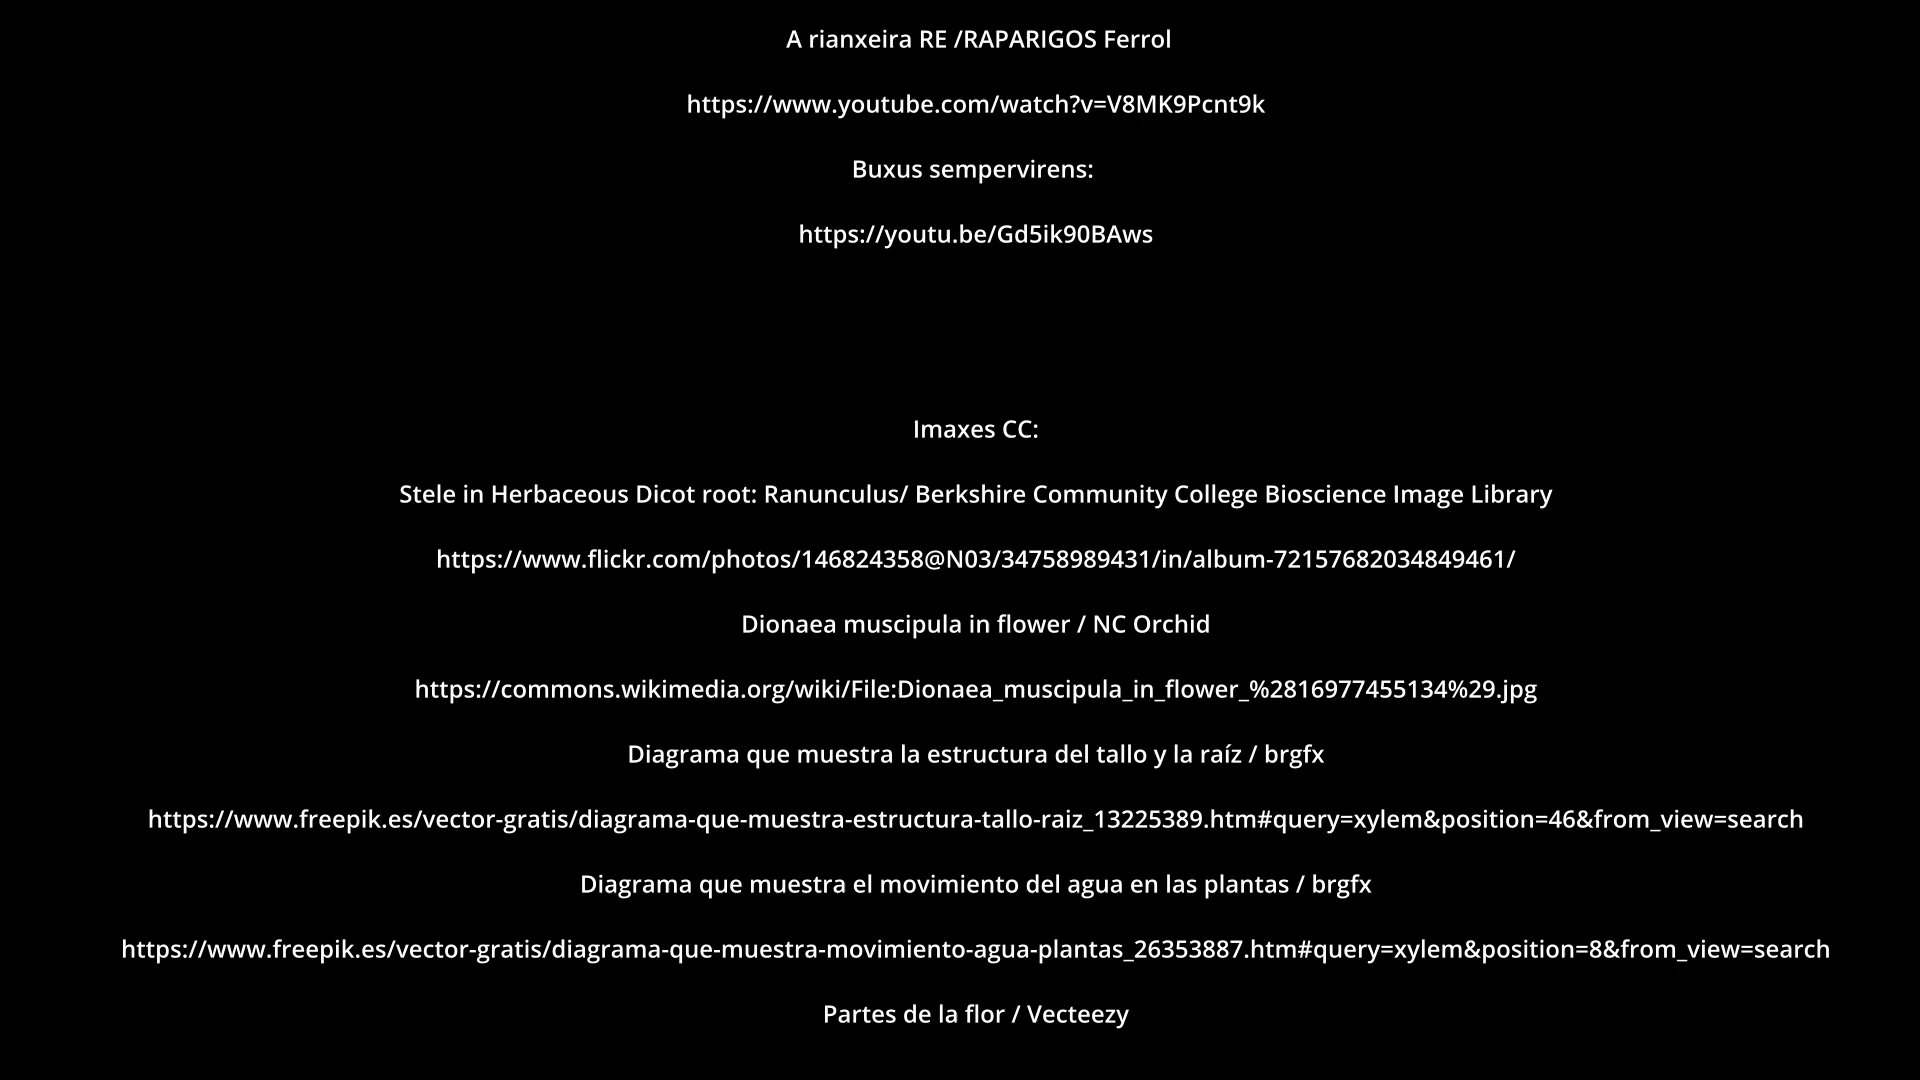 A rianxeira RE /RAPARIGOS Ferrol
https://www.youtube.com/watch?v=V8MK9Pcnt9k
Buxus sempervirens:
https://youtu.be/Gd5ik90BAws
Imaxes CC:
Stele in Herbaceous Dicot root: Ranunculus/ Berkshire Community College Bioscience Image Library
https://www.flickr.com/photos/146824358@N03/34758989431/in/album-72157682034849461/
Dionaea muscipula in flower / NC Orchid
https://commons.wikimedia.org/wiki/File:Dionaea_muscipula_in_flower_%2816977455134%29.jpg
Diagrama que muestra la estructura del tallo y la raíz / brgfx
https://www.freepik.es/vector-gratis/diagrama-que-muestra-estructura-tallo-raiz_13225389.htm#query=xylem&position=46&from_view=search
Diagrama que muestra el movimiento del agua en las plantas / brgfx
https://www.freepik.es/vector-gratis/diagrama-que-muestra-movimiento-agua-plantas_26353887.htm#query=xylem&position=8&from_view=search
Partes de la flor / Vecteezy